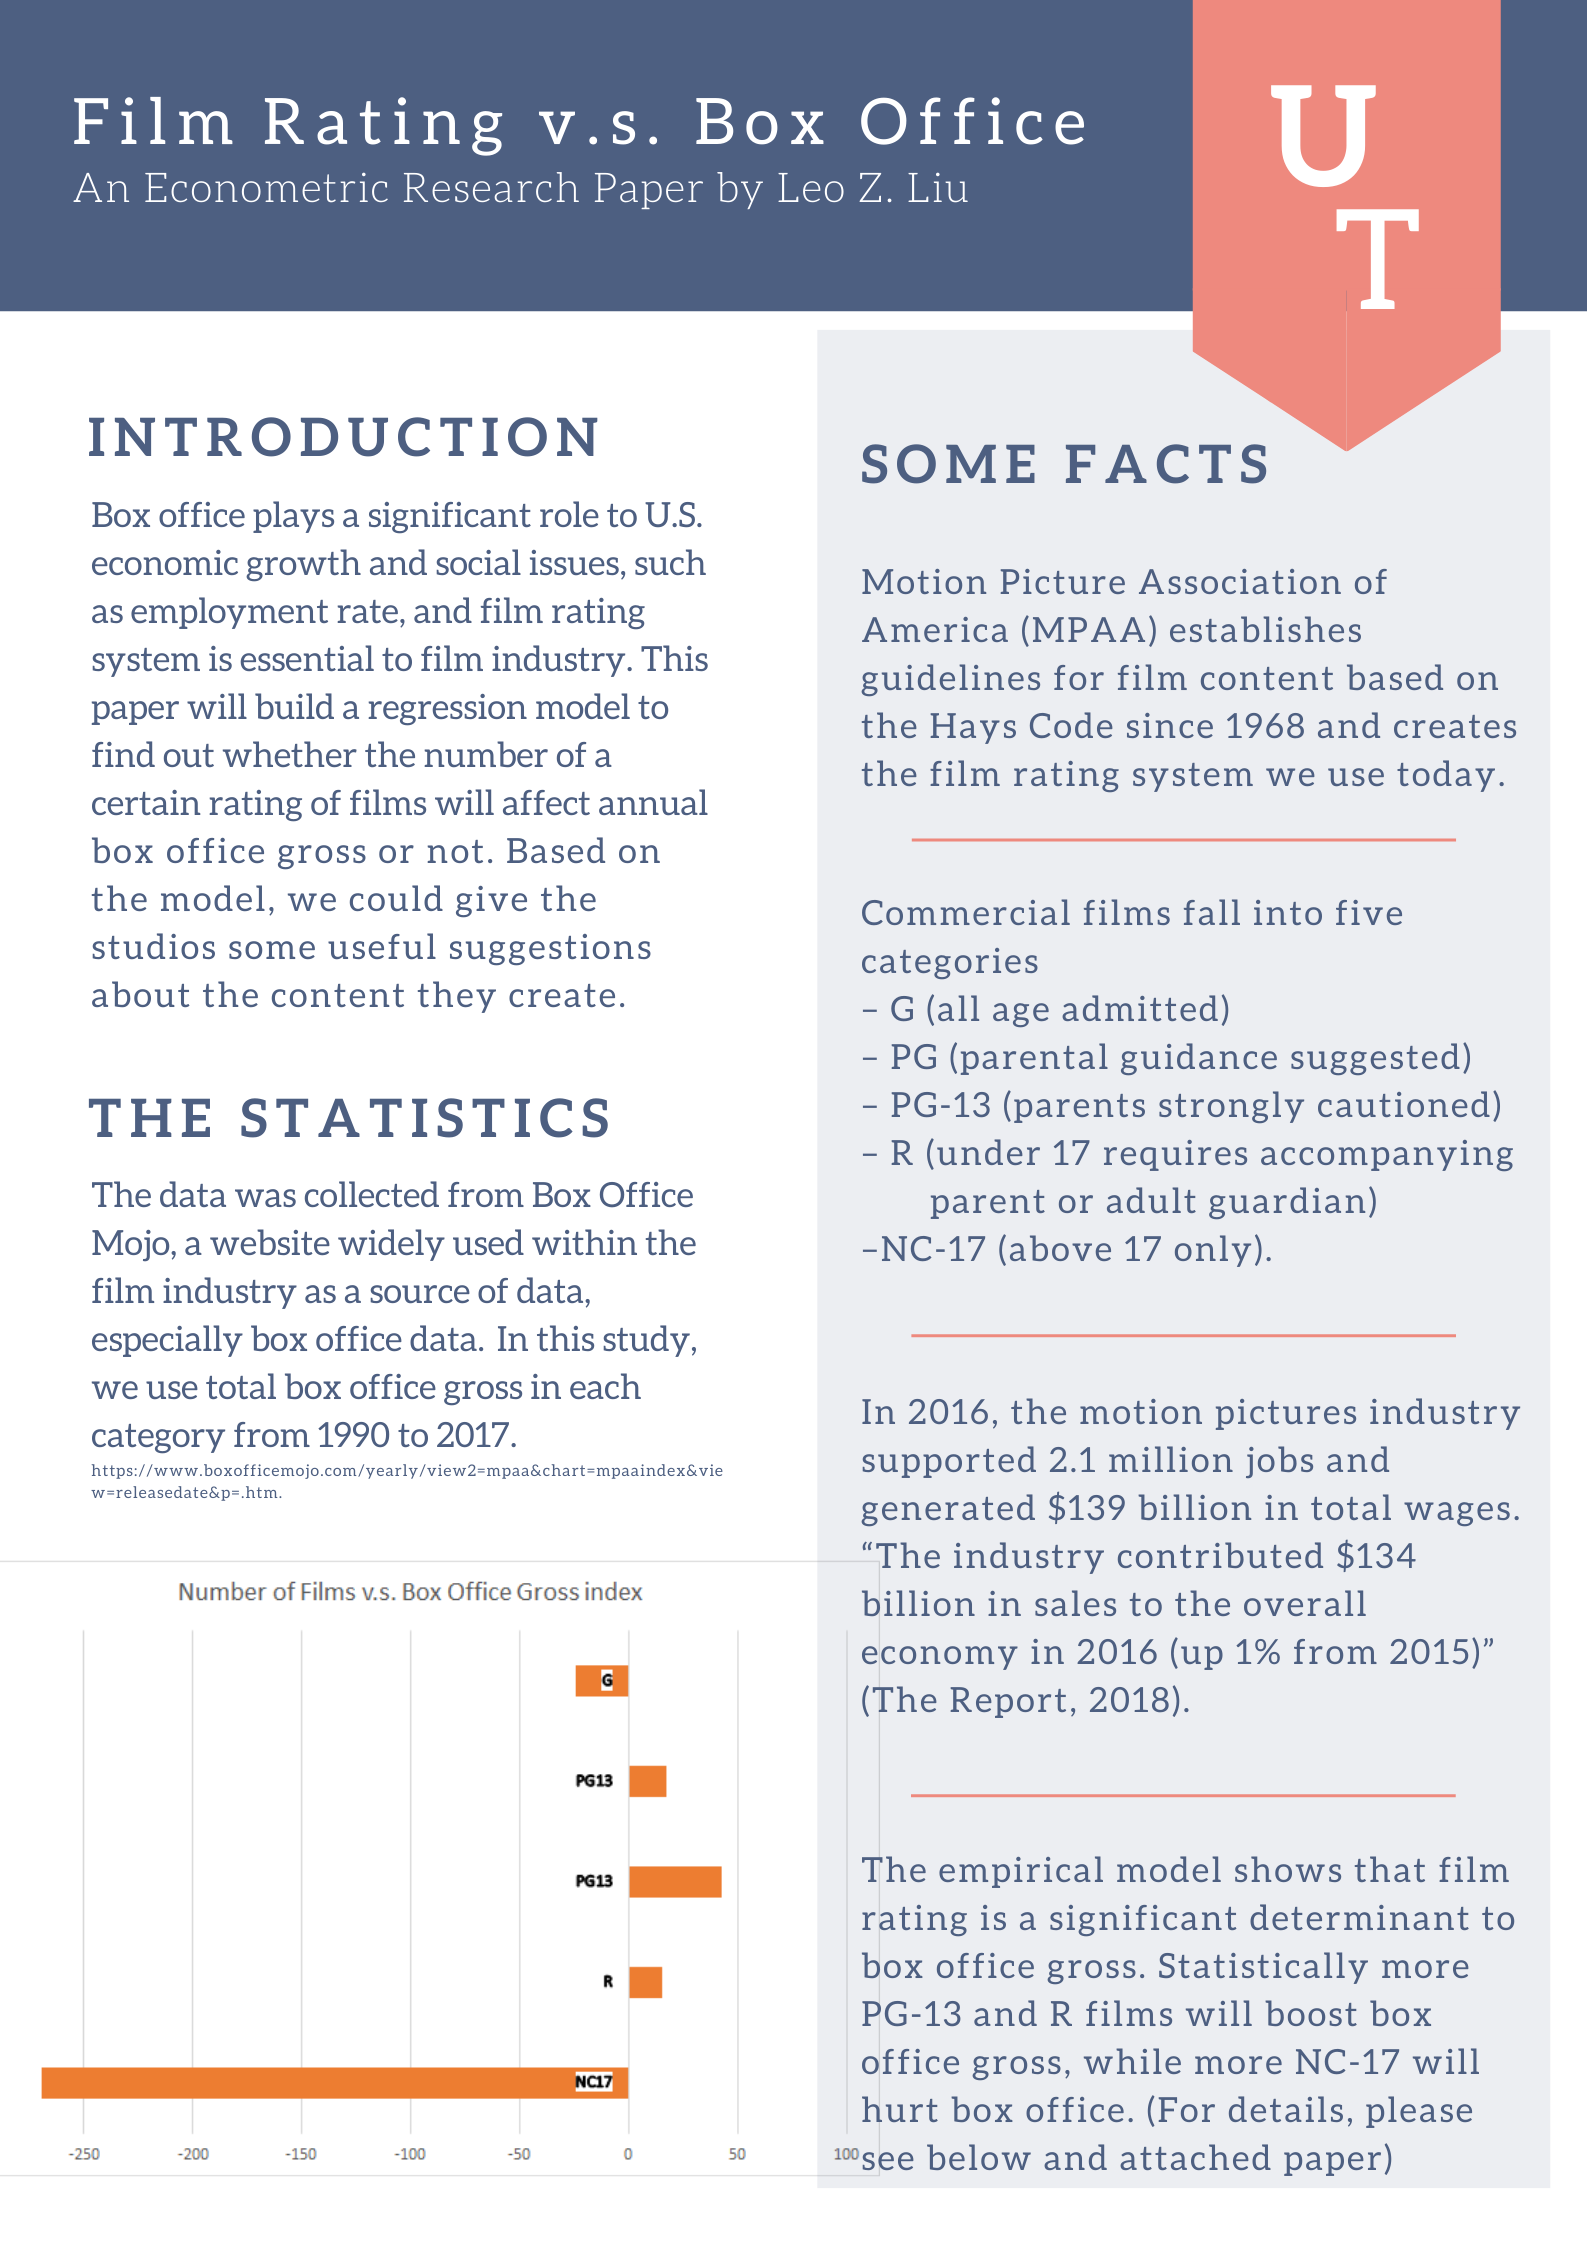 Film Rating v.s. Box Office
An Econometric Research Paper by Leo Z. Liu
U
T
INTRODUCTION
Box office plays a significant role to U.S.
economic growth and social issues, such
as employment rate, and film rating
system is essential to film industry. This
paper will build a regression model to
find out whether the number of a
certain rating of films will affect annual
box office gross or not. Based on
the model, we could give the
studios some useful suggestions
about the content they create.
THE STATISTICS
The data was collected from Box Office
Mojo, a website widely used within the
film industry as a source of data,
especially box office data. In this study,
we use total box office gross in each
category from 1990 to 2017.
https://www.boxofficemojo.com/yearly/view2=mpaa&chart=mpaaindex&vie
w=releasedate&p=.htm.
Number of Films v.s. Box Office Gross index
G
PG13
PG13
R
NC17
-250 -200 -150 -100 -50 0 50 100
SOME FACTS
Motion Picture Association of
America (MPAA) establishes
guidelines for film content based on
the Hays Code since 1968 and creates
the film rating system we use today.
Commercial films fall into five
categories
– G (all age admitted)
– PG (parental guidance suggested)
– PG-13 (parents strongly cautioned)
– R (under 17 requires accompanying
parent or adult guardian)
–NC-17 (above 17 only).
In 2016, the motion pictures industry
supported 2.1 million jobs and
generated $139 billion in total wages.
“The industry contributed $134
billion in sales to the overall
economy in 2016 (up 1% from 2015)”
(The Report, 2018).
The empirical model shows that film
rating is a significant determinant to
box office gross. Statistically more
PG-13 and R films will boost box
office gross, while more NC-17 will
hurt box office. (For details, please
see below and attached paper)